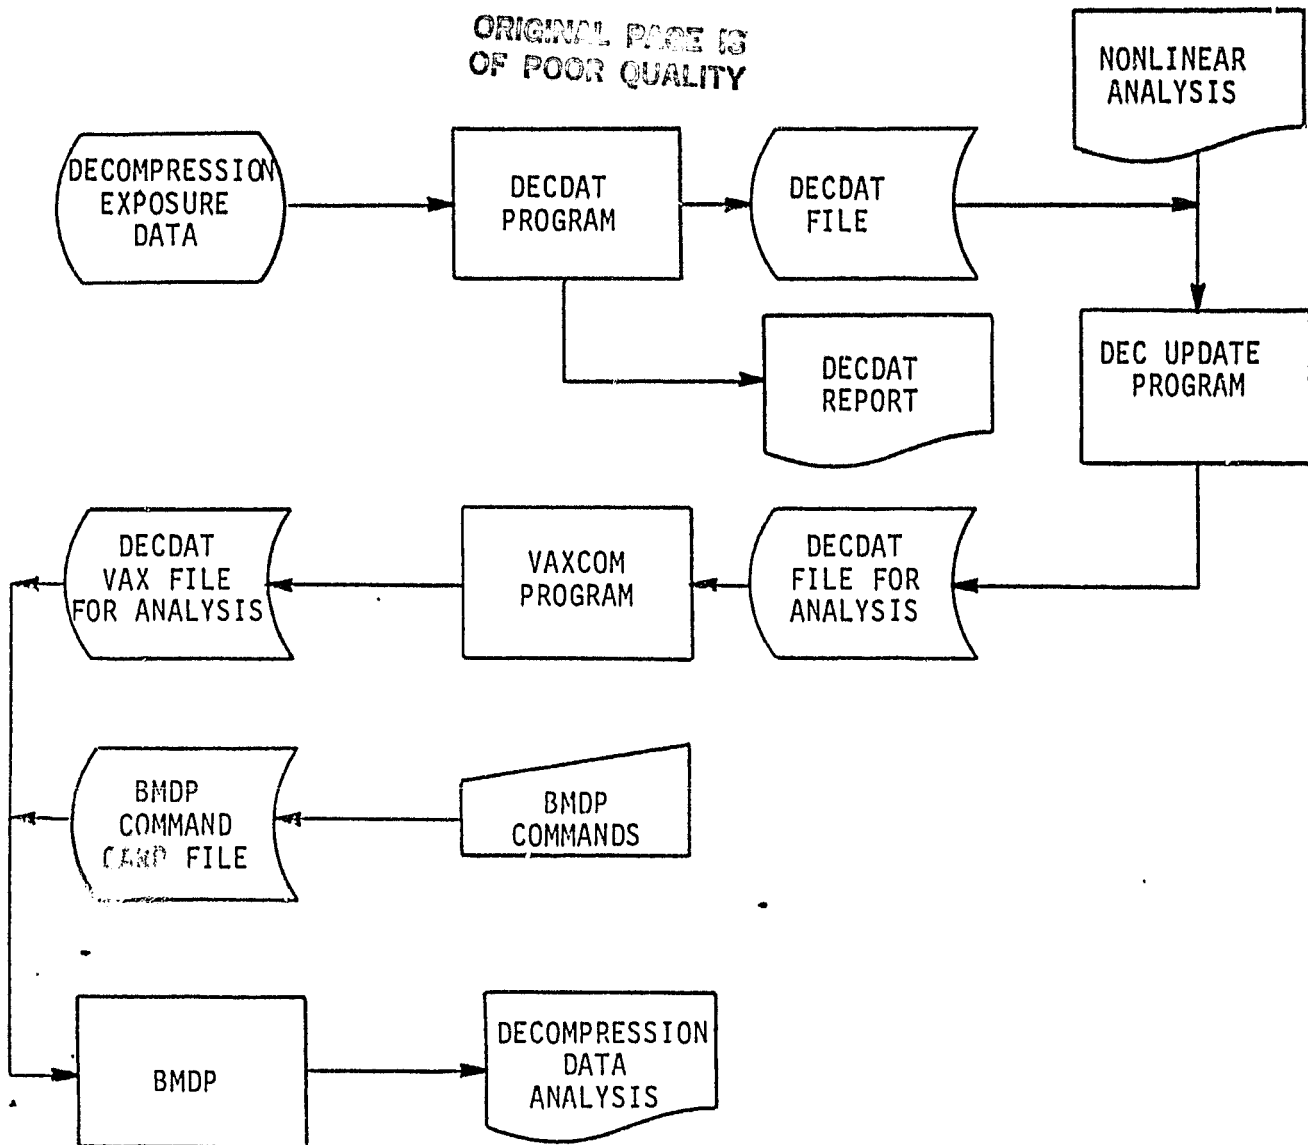 ORIGINAL PAGE IS
OF POOR QUALITY
NONLINEAR
ANALYSIS
DECOMPRESSION
EXPOSURE
DATA
DECDAT
PROGRAM
DECDAT
FILE
DECDAT
REPORT
DEC UPDATE
PROGRAM
DECDAT
VAX FILE
FOR ANALYSIS
VAXCOM
PROGRAM
DECDAT
FILE FOR
ANALYSIS
BMDP
COMMAND
CARD FILE
BMDP
COMMANDS
BMDP
DECOMPRESSION
DATA
ANALYSIS